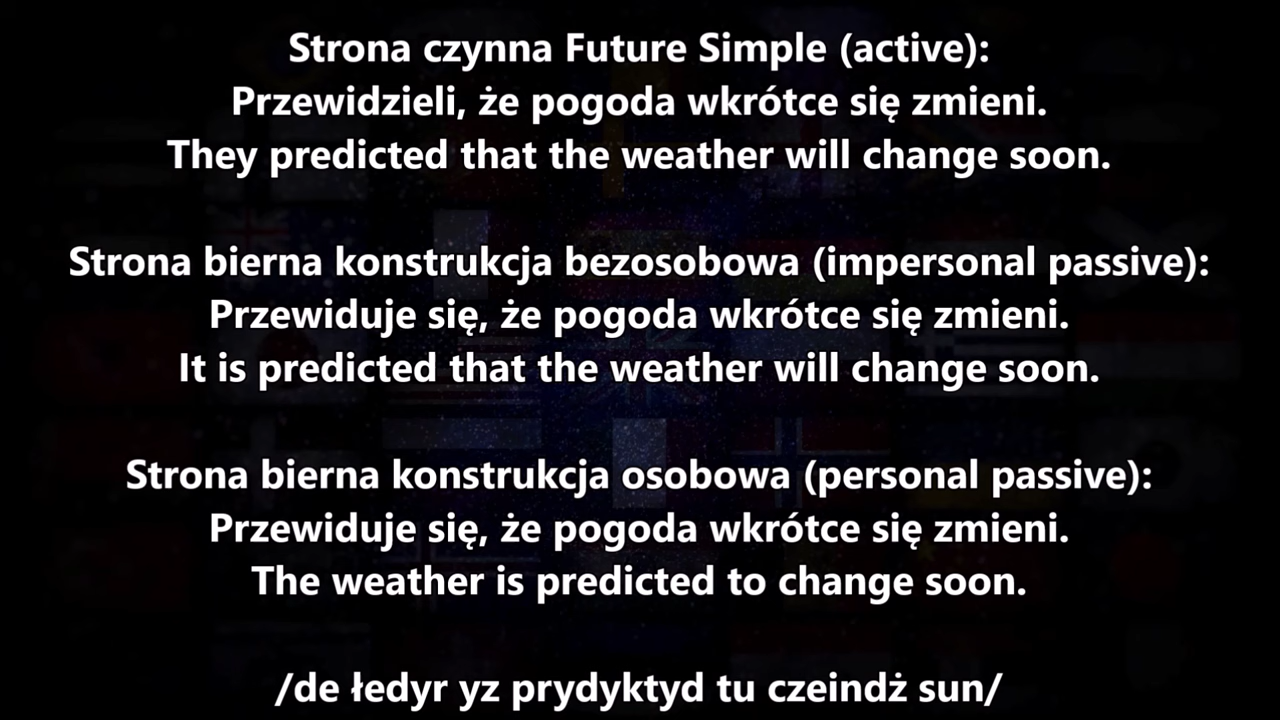 Strona czynna Future Simple (active):
Przewidzieli, że pogoda wkrótce się zmieni.
They predicted that the weather will change soon.
Strona bierna konstrukcja bezosobowa (impersonal passive):
Przewiduje się, że pogoda wkrótce się zmieni.
It is predicted that the weather will change soon.
Strona bierna konstrukcja osobowa (personal passive):
Przewiduje się, że pogoda wkrótce się zmieni.
The weather is predicted to change soon.
/de łedyr yz prydyktyd tu czeindż sun/